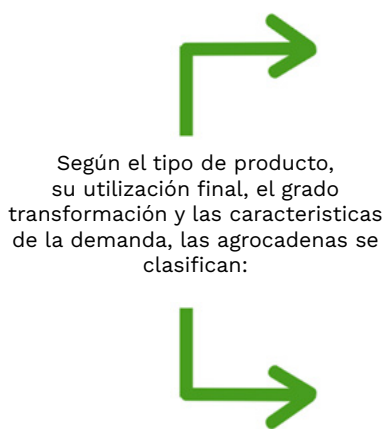 Según el tipo de producto,
su utilización final, el grado
transformación y las caracteristicas
de la demanda, las agrocadenas se
clasifican: